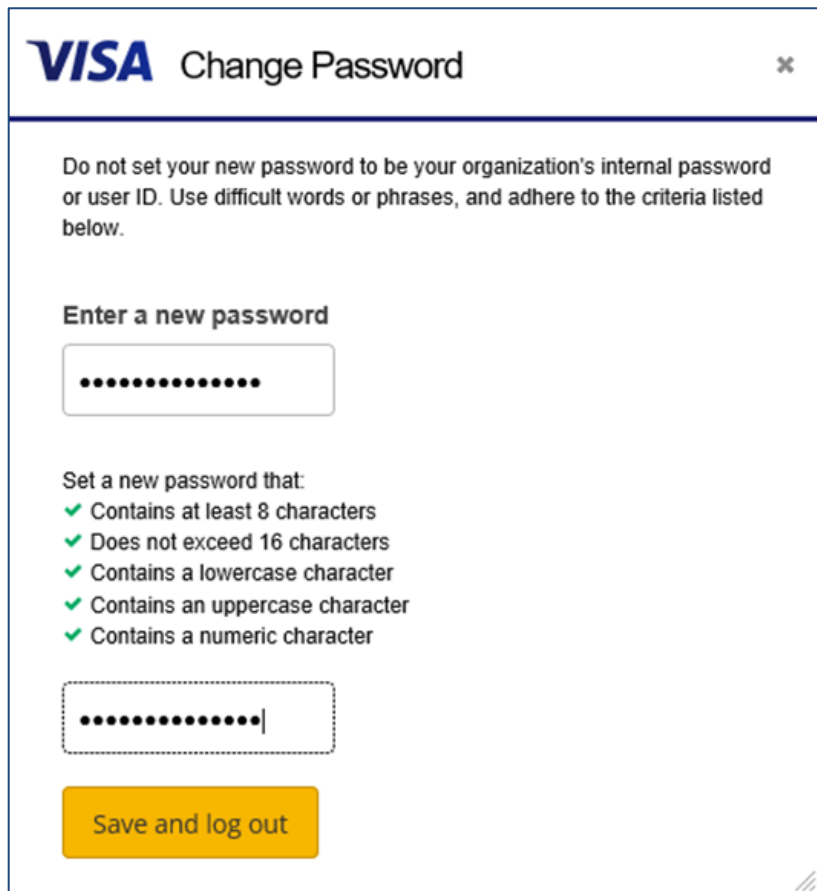 VISA Change Password
Do not set your new password to be your organization's internal password
or user ID. Use difficult words or phrases, and adhere to the criteria listed
below.
Enter a new password
••••••••••••••
Set a new password that:
Contains at least 8 characters
Does not exceed 16 characters
Contains a lowercase character
Contains an uppercase character
Contains a numeric character
••••••••••••••
Save and log out